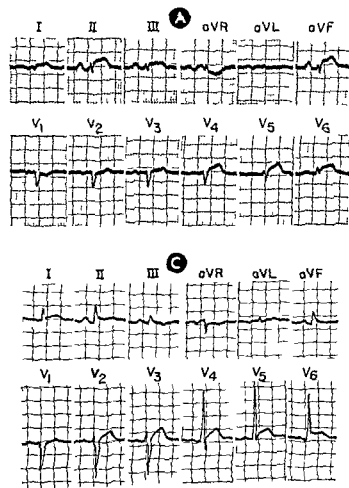 A
I II III aVR aVL aVF
V1 V2 V3 V4 V5 V6
C
I II III aVR aVL aVF
V1 V2 V3 V4 V5 V6